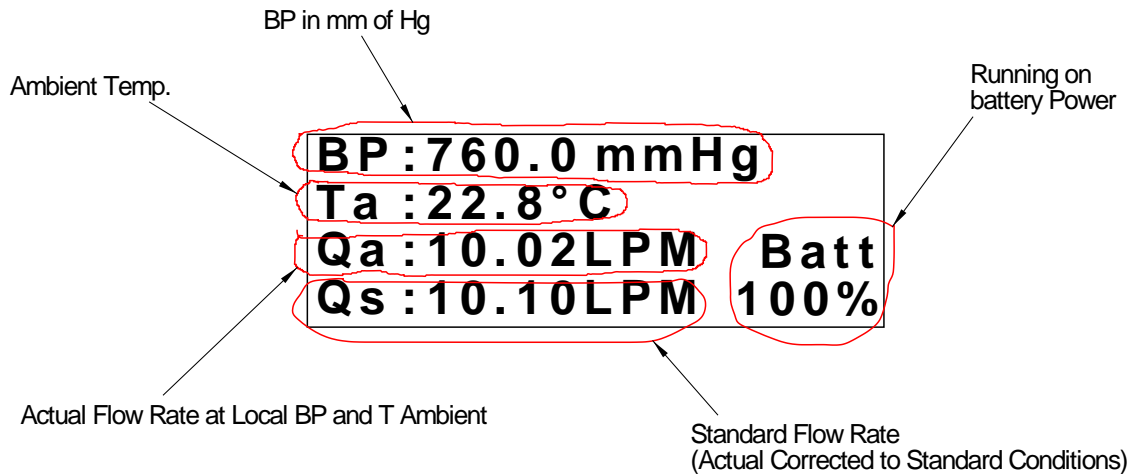 BP in mm of Hg
Ambient Temp.
Running on
battery Power
BP:760.0 mmHg
Ta:22.8°C
Qa:10.02LPM
Qs:10.10LPM
Batt
100%
Actual Flow Rate at Local BP and T Ambient
Standard Flow Rate
(Actual Corrected to Standard Conditions)